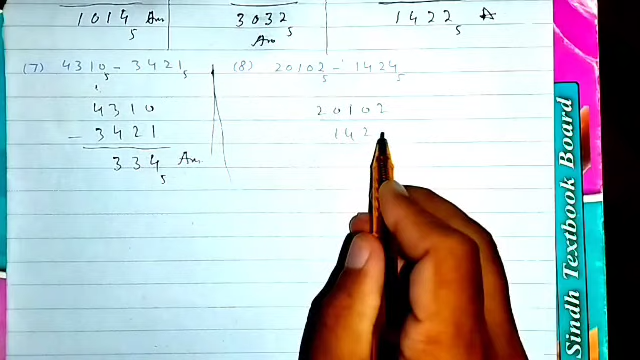 1014₅ Ans
3032₅
Ans
1422₅ A
(7) 4310₅ - 3421₅
4310
- 3421
334₅ Ans.
(8) 20102₅ - 1424₅
20102
142
Sindh Textbook Board